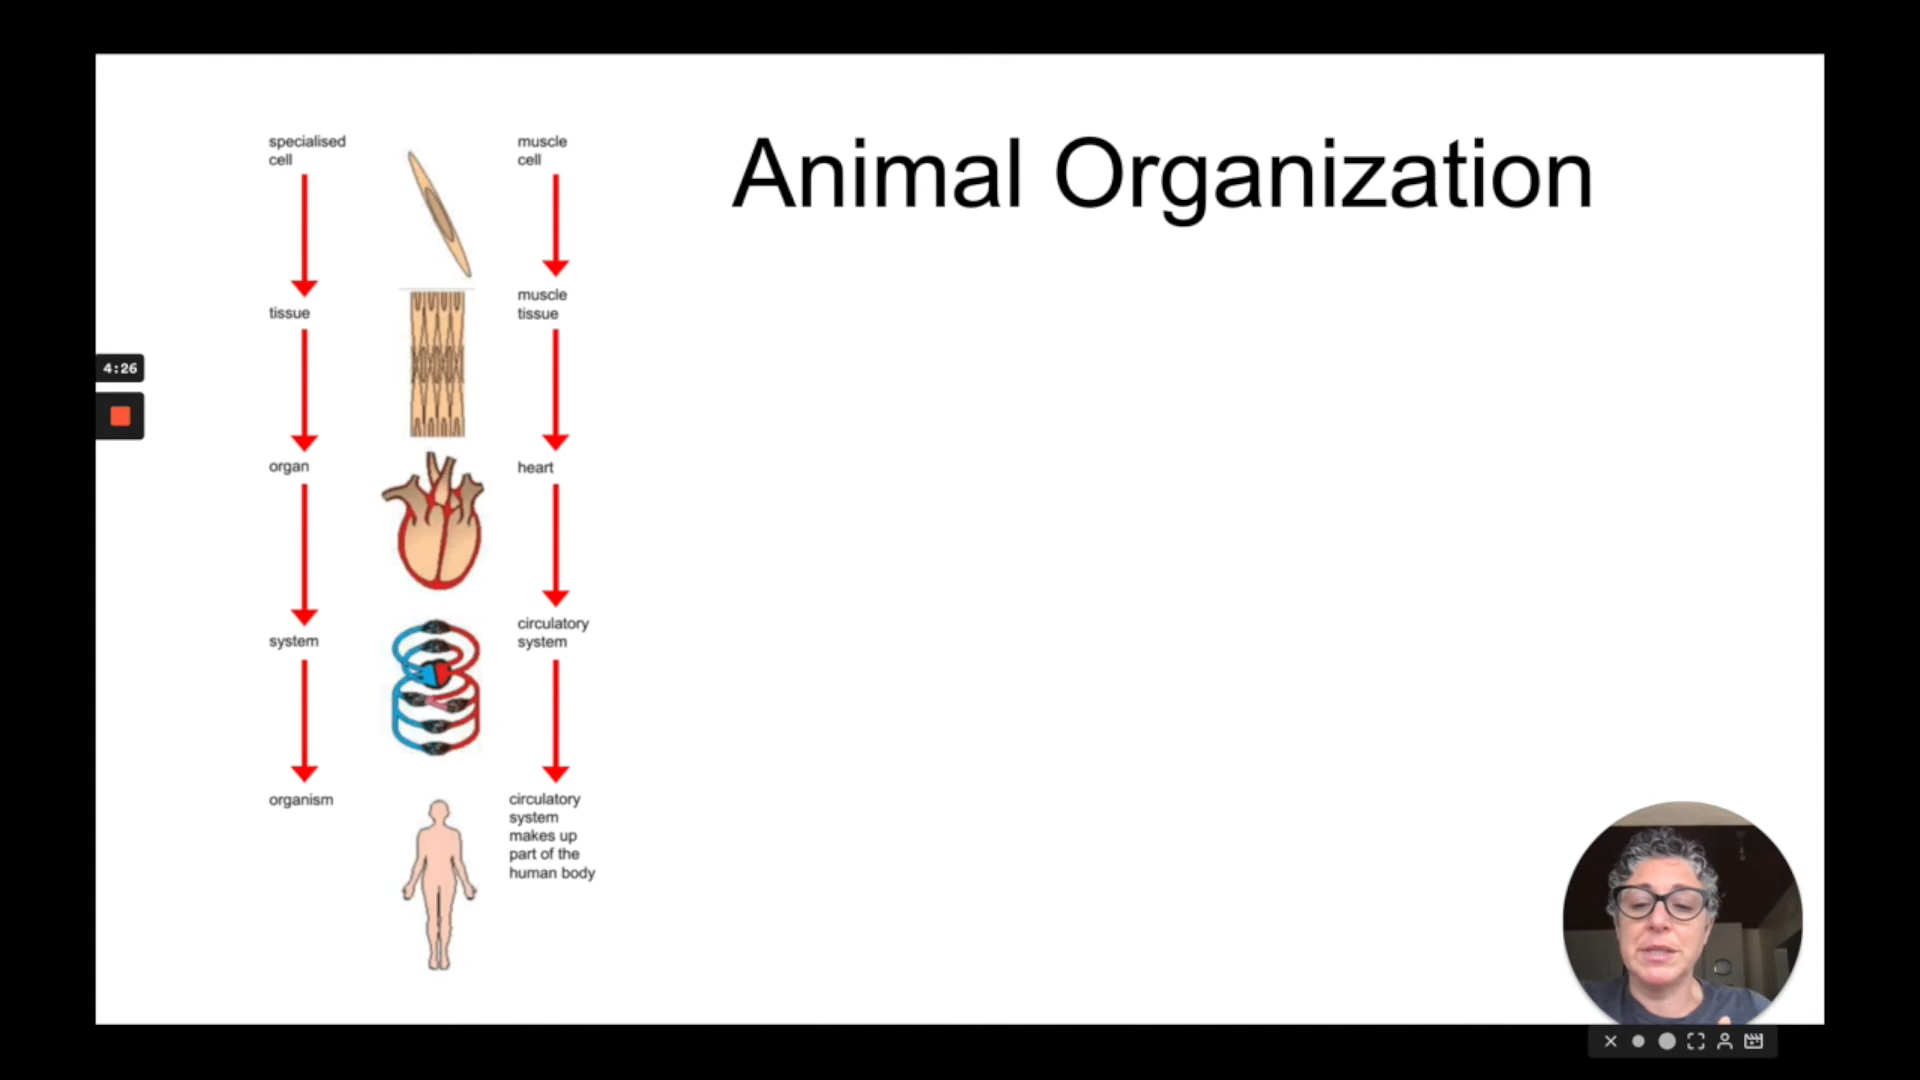 Animal Organization
specialised
cell
muscle
cell
tissue
muscle
tissue
4:26
organ
heart
system
circulatory
system
organism
circulatory
system
makes up
part of the
human body